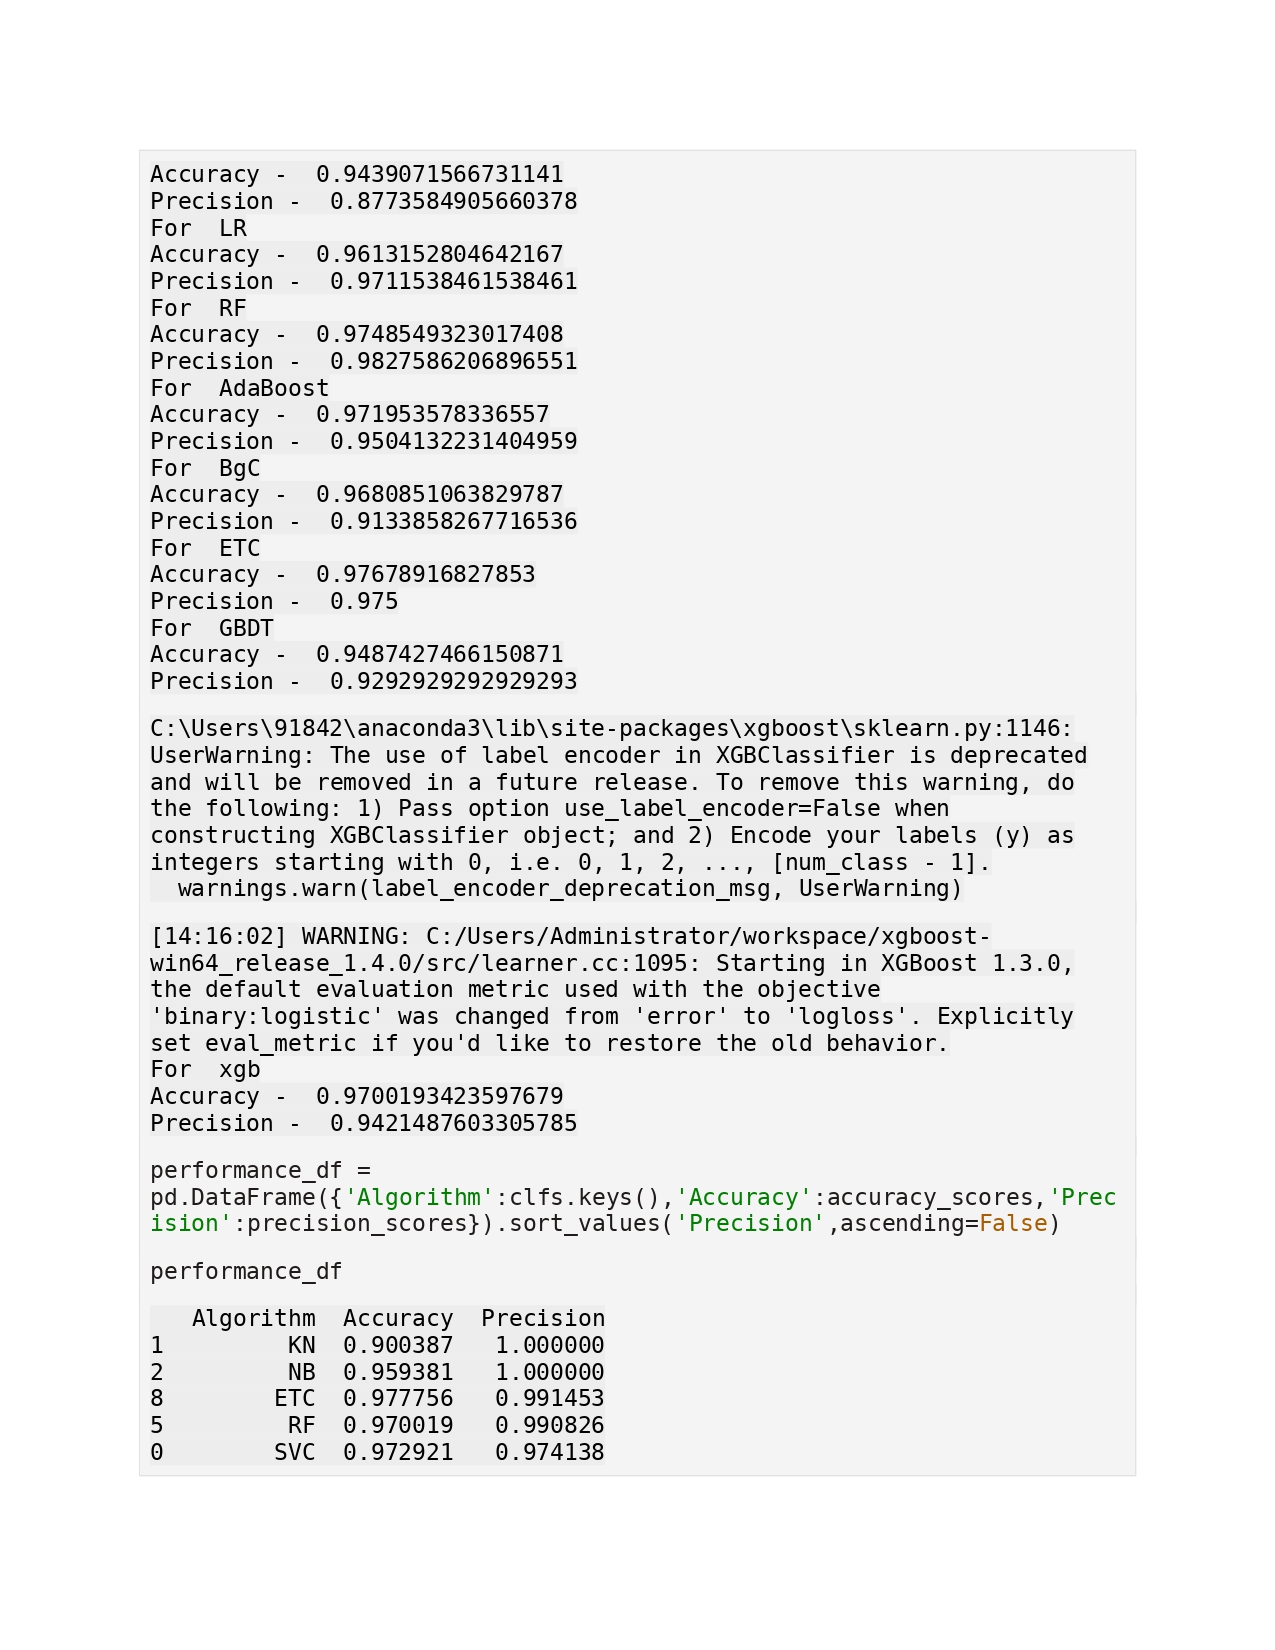 Accuracy -  0.9439071566731141
Precision -  0.8773584905660378
For  LR
Accuracy -  0.9613152804642167
Precision -  0.9711538461538461
For  RF
Accuracy -  0.9748549323017408
Precision -  0.9827586206896551
For  AdaBoost
Accuracy -  0.971953578336557
Precision -  0.9504132231404959
For  BgC
Accuracy -  0.9680851063829787
Precision -  0.9133858267716536
For  ETC
Accuracy -  0.97678916827853
Precision -  0.975
For  GBDT
Accuracy -  0.9487427466150871
Precision -  0.9292929292929293
C:\Users\91842\anaconda3\lib\site-packages\xgboost\sklearn.py:1146:
UserWarning: The use of label encoder in XGBClassifier is deprecated
and will be removed in a future release. To remove this warning, do
the following: 1) Pass option use_label_encoder=False when
constructing XGBClassifier object; and 2) Encode your labels (y) as
integers starting with 0, i.e. 0, 1, 2, ..., [num_class - 1].
  warnings.warn(label_encoder_deprecation_msg, UserWarning)
[14:16:02] WARNING: C:/Users/Administrator/workspace/xgboost-
win64_release_1.4.0/src/learner.cc:1095: Starting in XGBoost 1.3.0,
the default evaluation metric used with the objective
'binary:logistic' was changed from 'error' to 'logloss'. Explicitly
set eval_metric if you'd like to restore the old behavior.
For  xgb
Accuracy -  0.9700193423597679
Precision -  0.9421487603305785
performance_df =
pd.DataFrame({'Algorithm':clfs.keys(),'Accuracy':accuracy_scores,'Prec
ision':precision_scores}).sort_values('Precision',ascending=False)
performance_df
   Algorithm  Accuracy  Precision
1         KN  0.900387   1.000000
2         NB  0.959381   1.000000
8        ETC  0.977756   0.991453
5         RF  0.970019   0.990826
0        SVC  0.972921   0.974138